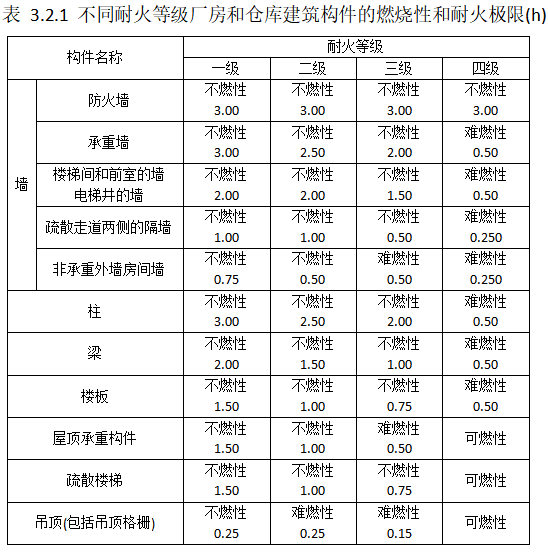 表 3.2.1 不同耐火等级厂房和仓库建筑构件的燃烧性和耐火极限(h)
构件名称 耐火等级
一级 二级 三级 四级
墙
防火墙 不燃性 3.00 不燃性 3.00 不燃性 3.00 不燃性 3.00
承重墙 不燃性 3.00 不燃性 2.50 不燃性 2.00 难燃性 0.50
楼梯间和前室的墙 电梯井的墙 不燃性 2.00 不燃性 2.00 不燃性 1.50 难燃性 0.50
疏散走道两侧的隔墙 不燃性 1.00 不燃性 1.00 不燃性 0.50 难燃性 0.250
非承重外墙房间墙 不燃性 0.75 不燃性 0.50 难燃性 0.50 难燃性 0.250
柱 不燃性 3.00 不燃性 2.50 不燃性 2.00 难燃性 0.50
梁 不燃性 2.00 不燃性 1.50 不燃性 1.00 难燃性 0.50
楼板 不燃性 1.50 不燃性 1.00 不燃性 0.75 难燃性 0.50
屋顶承重构件 不燃性 1.50 不燃性 1.00 难燃性 0.50 可燃性
疏散楼梯 不燃性 1.50 不燃性 1.00 不燃性 0.75 可燃性
吊顶(包括吊顶格栅) 不燃性 0.25 难燃性 0.25 难燃性 0.15 可燃性